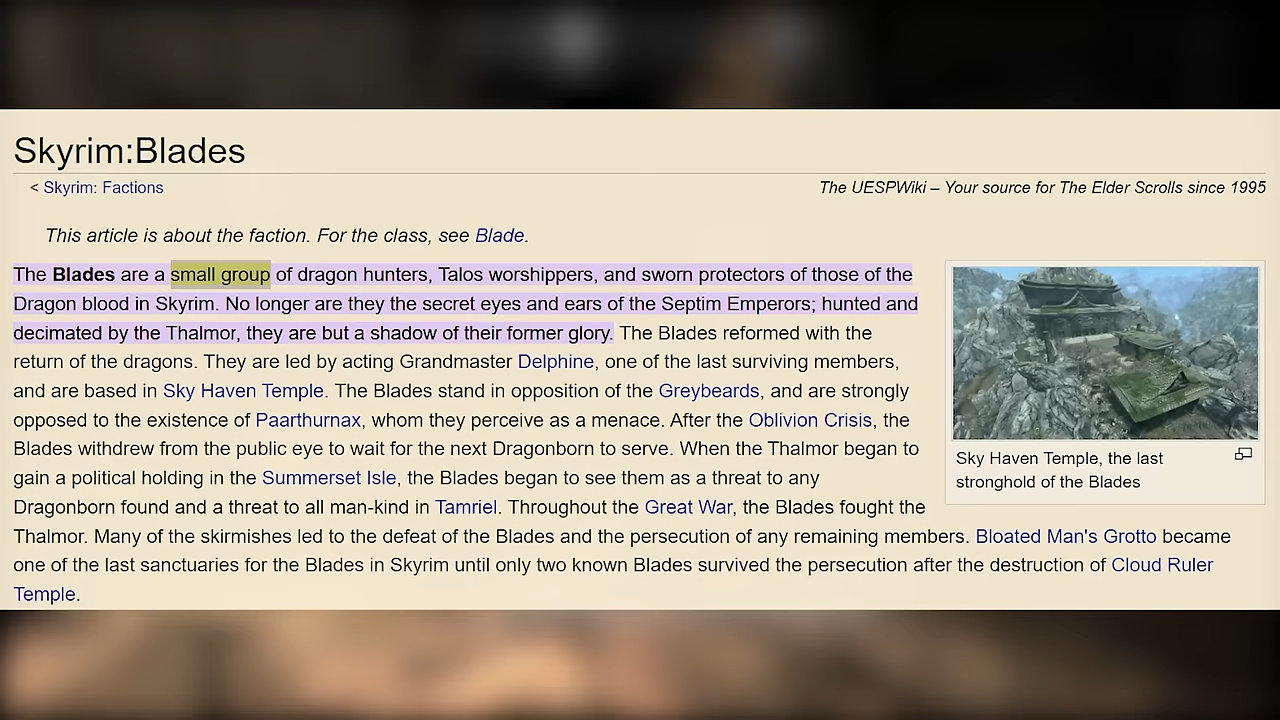 Skyrim:Blades
< Skyrim: Factions
The UESPWiki – Your source for The Elder Scrolls since 1995
This article is about the faction. For the class, see Blade.
The Blades are a small group of dragon hunters, Talos worshippers, and sworn protectors of those of the
Dragon blood in Skyrim. No longer are they the secret eyes and ears of the Septim Emperors; hunted and
decimated by the Thalmor, they are but a shadow of their former glory. The Blades reformed with the
return of the dragons. They are led by acting Grandmaster Delphine, one of the last surviving members,
and are based in Sky Haven Temple. The Blades stand in opposition of the Greybeards, and are strongly
opposed to the existence of Paarthurnax, whom they perceive as a menace. After the Oblivion Crisis, the
Blades withdrew from the public eye to wait for the next Dragonborn to serve. When the Thalmor began to
gain a political holding in the Summerset Isle, the Blades began to see them as a threat to any
Dragonborn found and a threat to all man-kind in Tamriel. Throughout the Great War, the Blades fought the
Thalmor. Many of the skirmishes led to the defeat of the Blades and the persecution of any remaining members. Bloated Man's Grotto became
one of the last sanctuaries for the Blades in Skyrim until only two known Blades survived the persecution after the destruction of Cloud Ruler
Temple.
Sky Haven Temple, the last
stronghold of the Blades